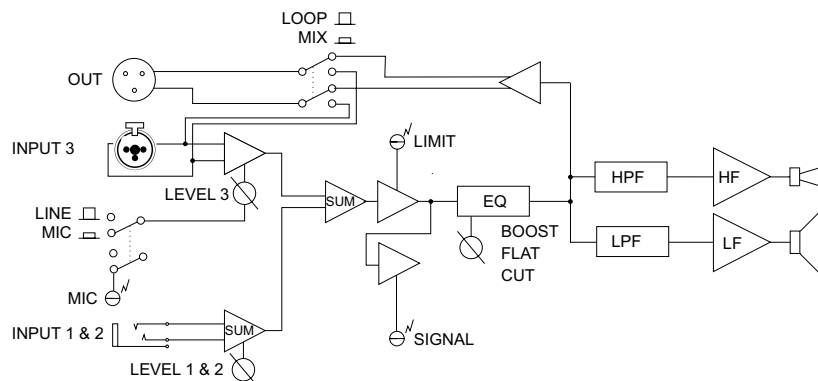 LOOP
MIX
OUT
INPUT 3
LIMIT
LEVEL 3
LINE
MIC
MIC
SUM
EQ
BOOST
FLAT
CUT
HPF
HF
LPF
LF
INPUT 1 & 2
SUM
LEVEL 1 & 2
SIGNAL